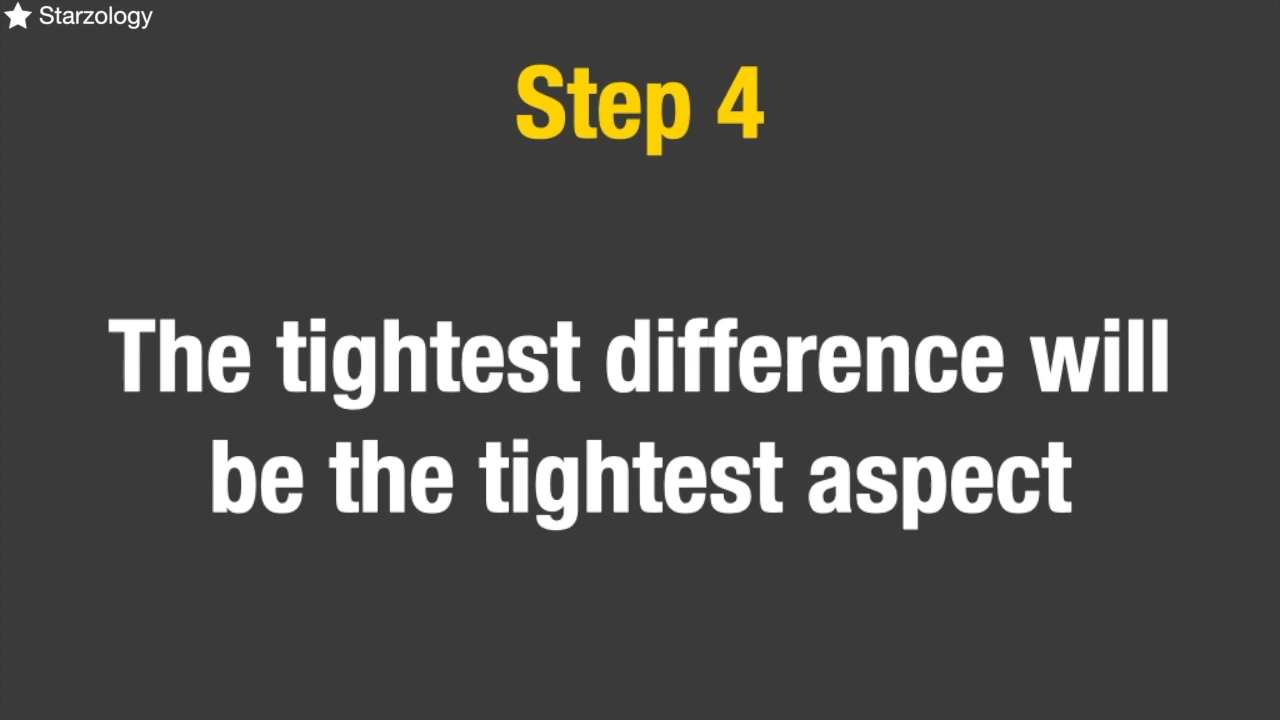 Starzology
Step 4
The tightest difference will
be the tightest aspect